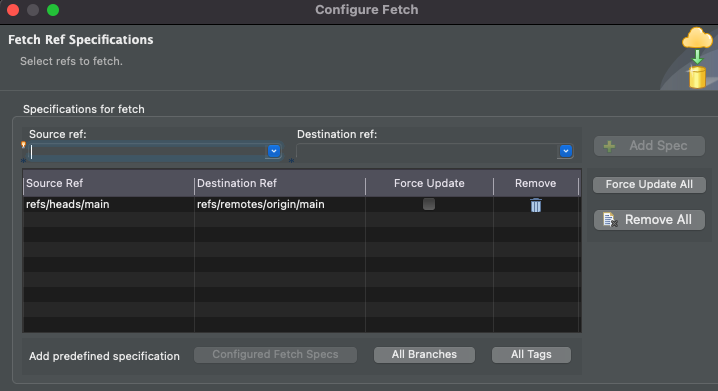 Configure Fetch
Fetch Ref Specifications
Select refs to fetch.
Specifications for fetch
Source ref: Destination ref:
Add Spec
Source Ref Destination Ref Force Update Remove
Force Update All
refs/heads/main refs/remotes/origin/main
Remove All
Add predefined specification Configured Fetch Specs All Branches All Tags